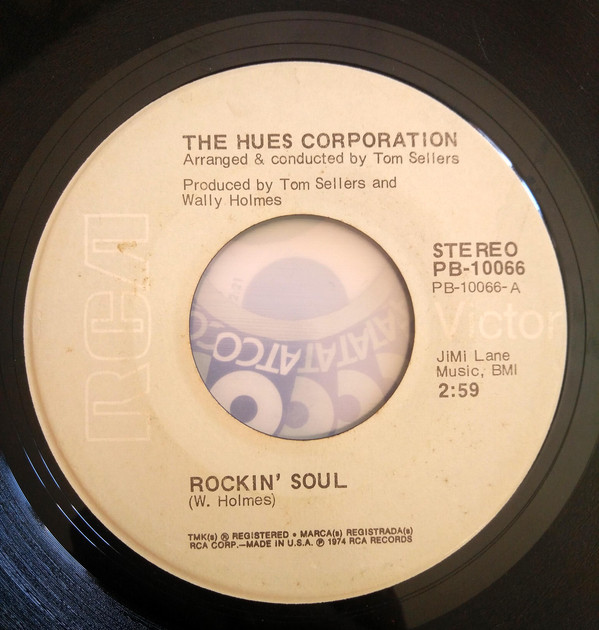 THE HUES CORPORATION
Arranged & conducted by Tom Sellers
Produced by Tom Sellers and
Wally Holmes
RCA
STEREO
PB-10066
PB-10066-A
Victor
JiMi Lane
Music, BMI
2:59
ATATATCO
ROCKIN' SOUL
(W. Holmes)
TMK(s) ® REGISTERED • MARCA(s) REGISTRADA(s)
RCA CORP.—MADE IN U.S.A. ℗ 1974 RCA RECORDS